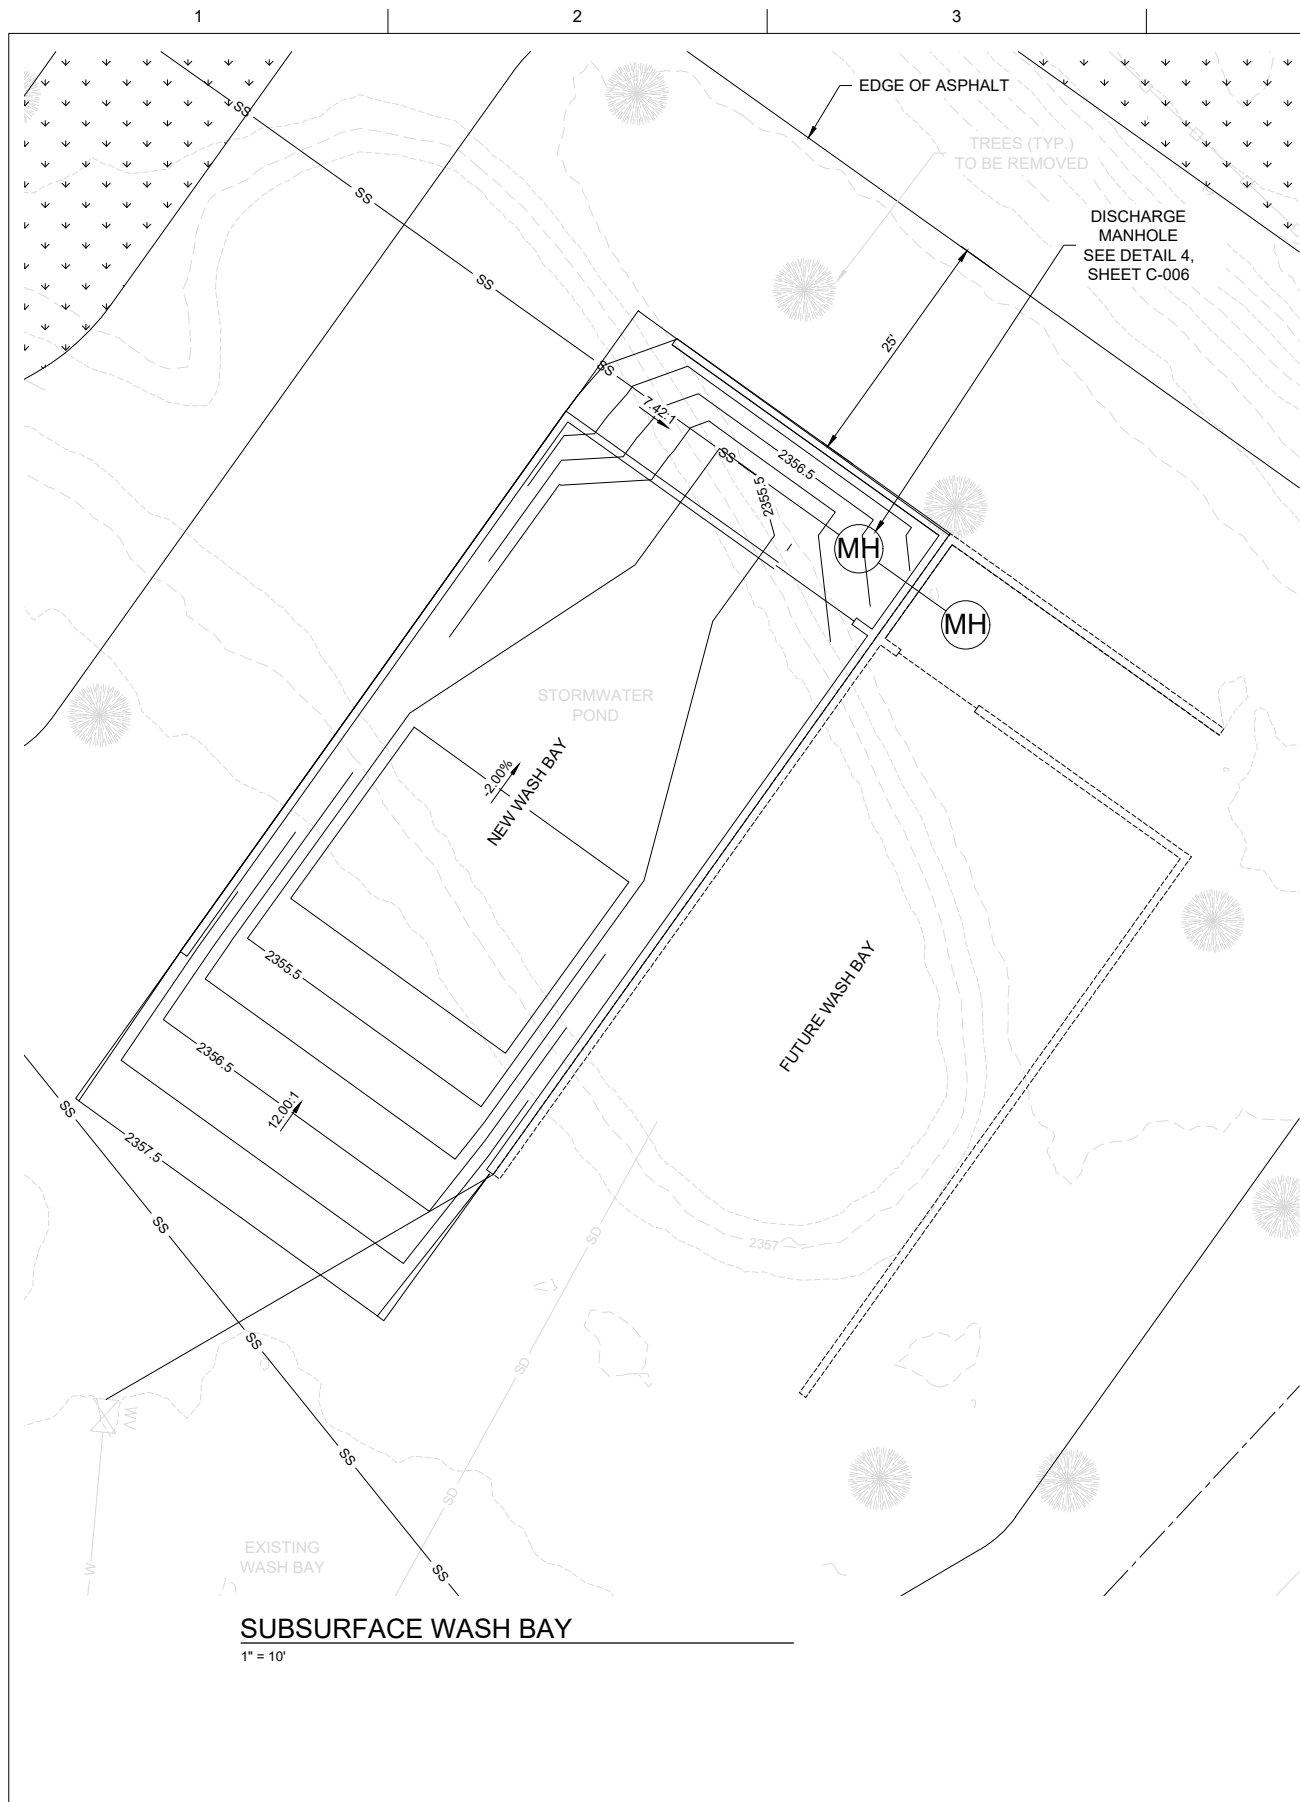 1
2
3
EDGE OF ASPHALT
TREES (TYP.)
TO BE REMOVED
DISCHARGE
MANHOLE
SEE DETAIL 4,
SHEET C-006
SS
SS
SS
SS
25'
7.42:1
SS
2356.5
2355.5
MH
MH
STORMWATER
POND
-2.00%
NEW WASH BAY
FUTURE WASH BAY
2355.5
2356.5
12.00:1
2357.5
SS
SS
SS
SS
SS
2357
SD
SD
SD
WV
W
EXISTING
WASH BAY
SUBSURFACE WASH BAY
1" = 10'